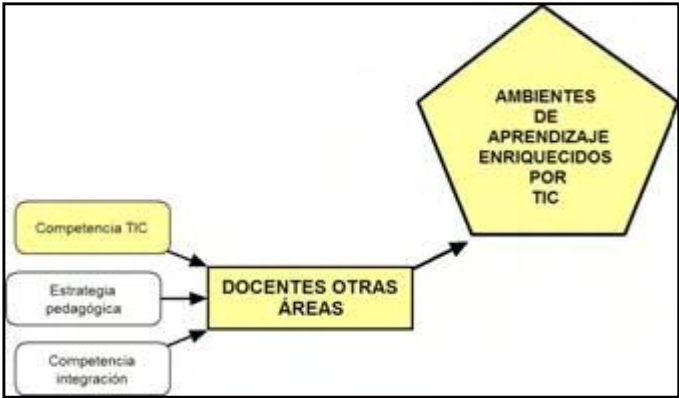 AMBIENTES
DE
APRENDIZAJE
ENRIQUECIDOS
POR
TIC
Competencia TIC
Estrategia
pedagógica
Competencia
integración
DOCENTES OTRAS
ÁREAS